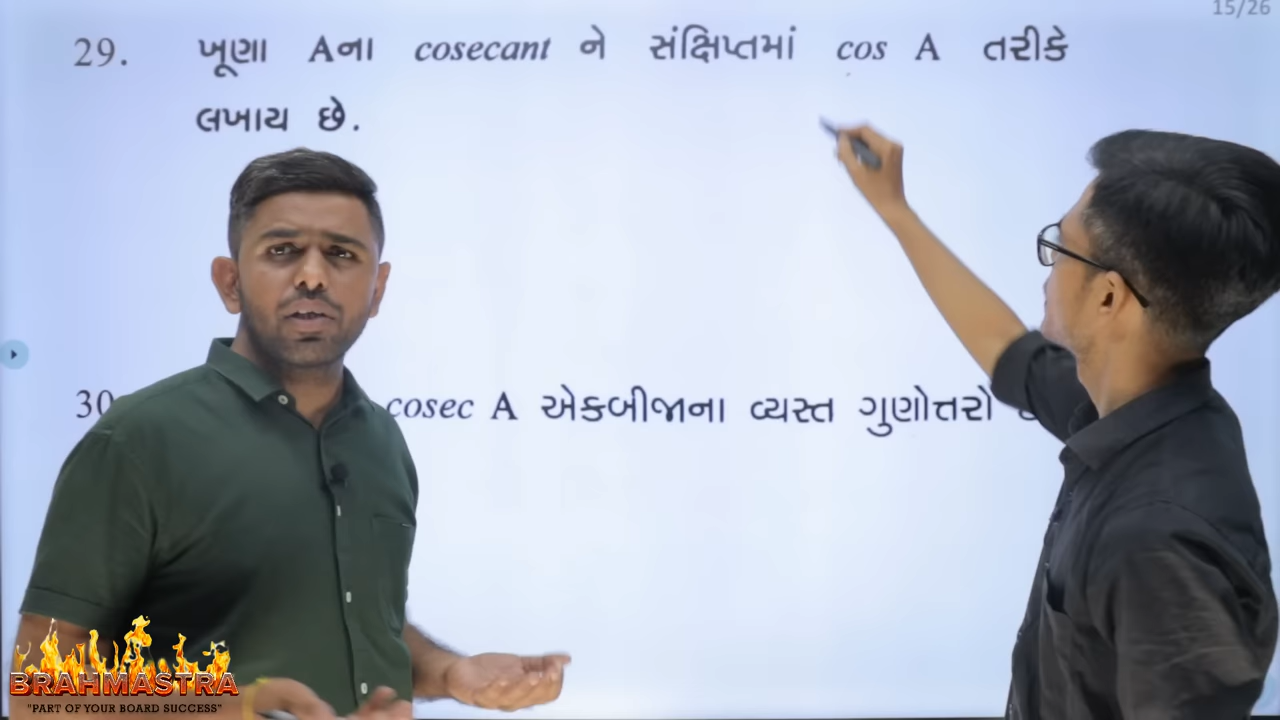 15/26
29. ખૂણા Aના cosecant ને સંક્ષિપ્તમાં cos A તરીકે
લખાય છે.
30 cosec A એકબીજાના વ્યસ્ત ગુણોત્તરો
BRAHMASTRA
"PART OF YOUR BOARD SUCCESS"